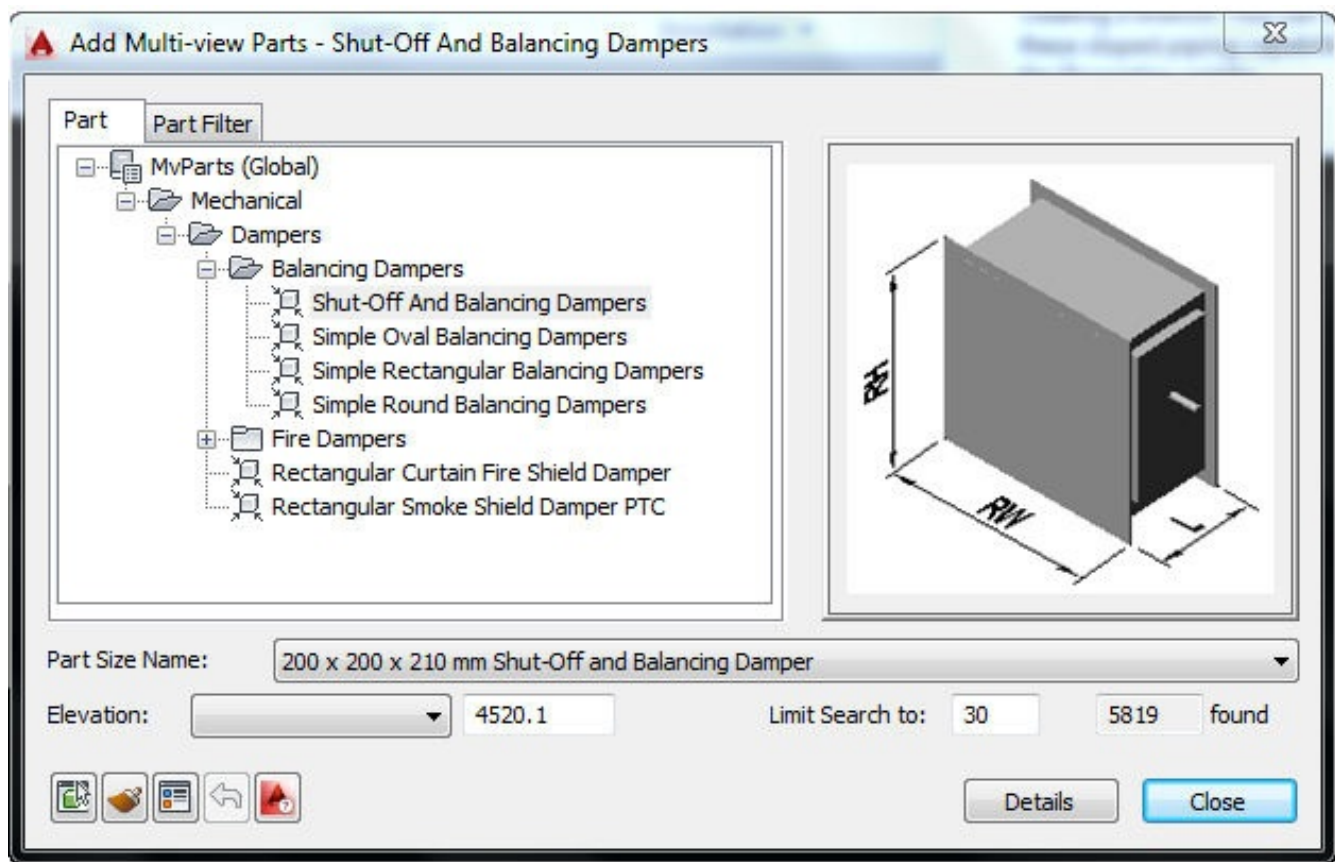 Add Multi-view Parts - Shut-Off And Balancing Dampers
Part
Part Filter
MvParts (Global)
Mechanical
Dampers
Balancing Dampers
Shut-Off And Balancing Dampers
Simple Oval Balancing Dampers
Simple Rectangular Balancing Dampers
Simple Round Balancing Dampers
Fire Dampers
Rectangular Curtain Fire Shield Damper
Rectangular Smoke Shield Damper PTC
RH
RW
L
Part Size Name: 200 x 200 x 210 mm Shut-Off and Balancing Damper
Elevation: 4520.1 Limit Search to: 30 5819 found
Details Close